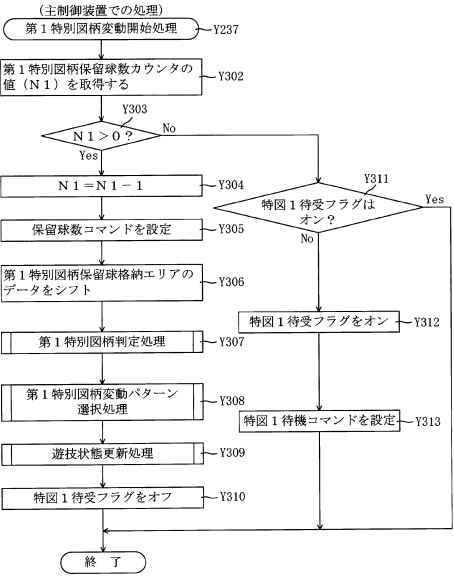 (主制御装置での処理)
第1特別図柄変動開始処理
Y237
第1特別図柄保留球数カウンタの
値(N1)を取得する
Y302
Y303
N1>0?
No
Yes
N1=N1-1
Y304
保留球数コマンドを設定
Y305
第1特別図柄保留球格納エリアの
データをシフト
Y306
第1特別図柄判定処理
Y307
第1特別図柄変動パターン
選択処理
Y308
遊技状態更新処理
Y309
特図1待受フラグをオフ
Y310
Y311
特図1待受フラグは
オン?
Yes
No
特図1待受フラグをオン
Y312
特図1待機コマンドを設定
Y313
終了